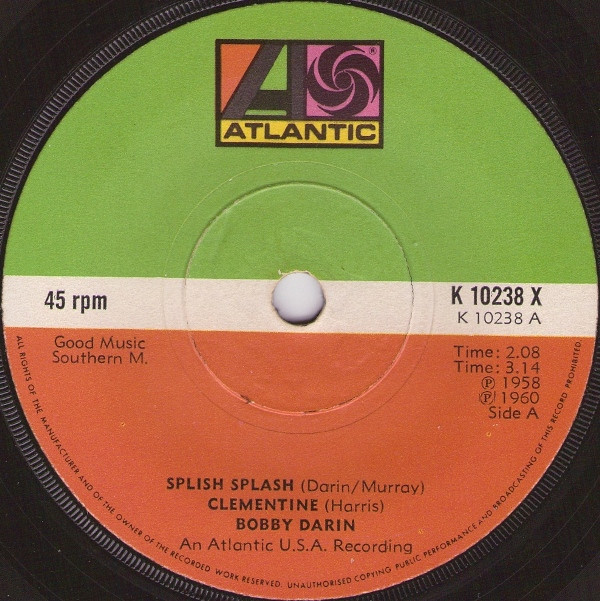 ATLANTIC
®
45 rpm
K 10238 X
K 10238 A
Good Music
Southern M.
Time: 2.08
Time: 3.14
Ⓟ 1958
Ⓟ 1960
Side A
SPLISH SPLASH (Darin/Murray)
CLEMENTINE (Harris)
BOBBY DARIN
An Atlantic U.S.A. Recording
ALL RIGHTS OF THE MANUFACTURER AND OF THE OWNER OF THE RECORDED WORK RESERVED. UNAUTHORISED COPYING PUBLIC PERFORMANCE AND BROADCASTING OF THIS RECORD PROHIBITED.